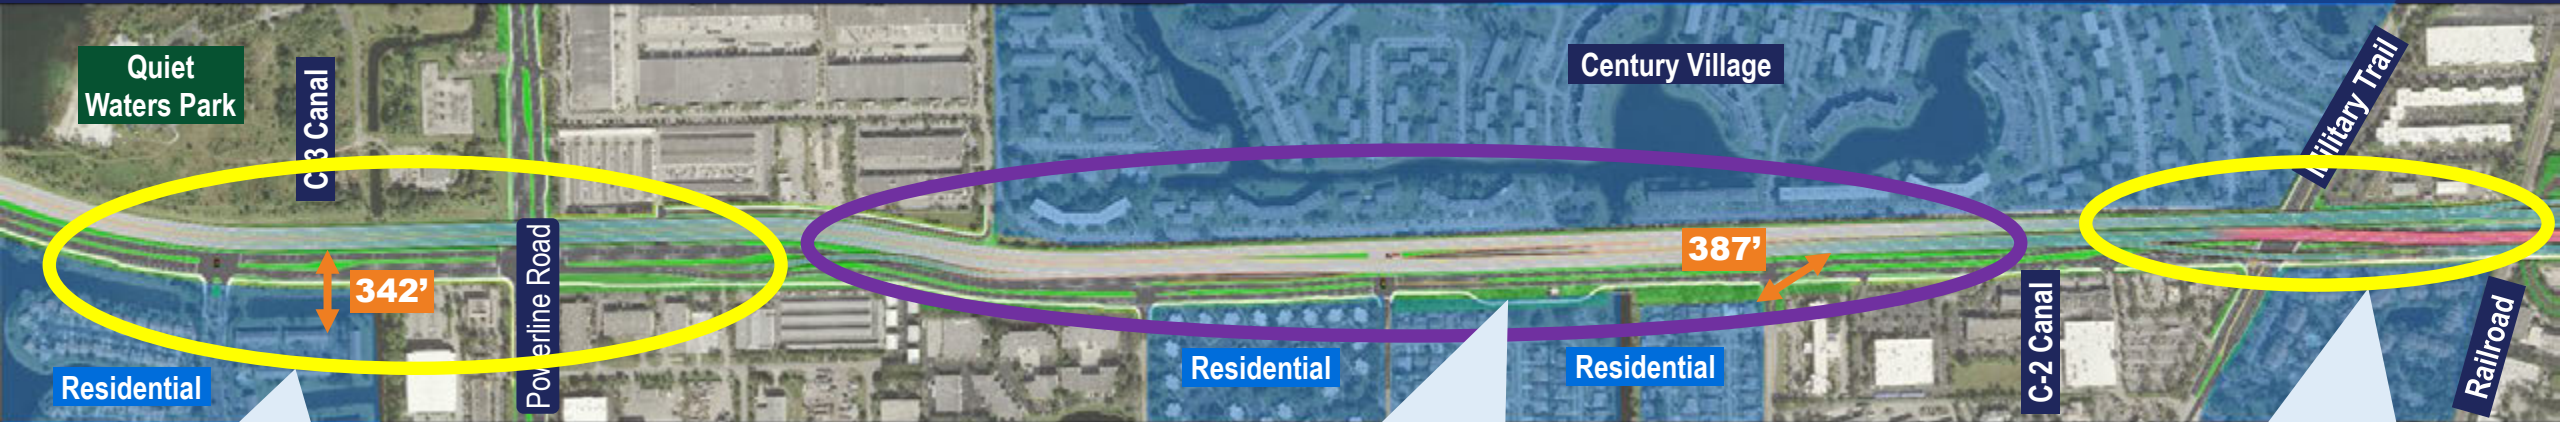 Quiet
Waters Park
C-3 Canal
Century Village
Military Trail
Powerline Road
342’
387’
Residential
Residential
Residential
C-2 Canal
Railroad